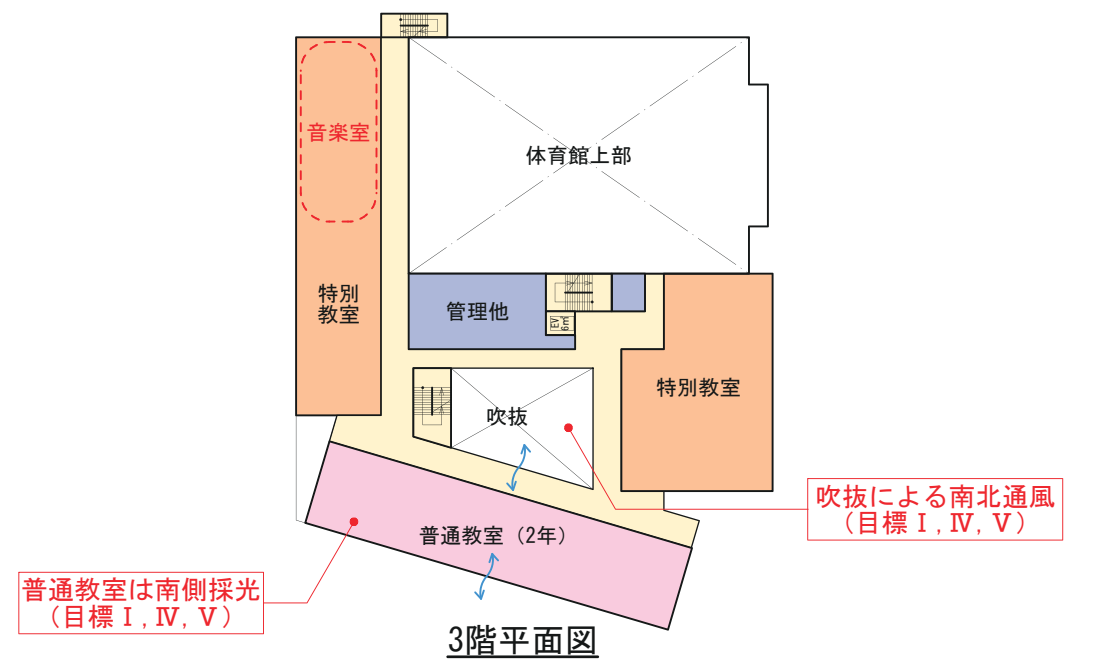 音楽室
体育館上部
特別
教室
管理他
EV
6㎡
特別教室
吹抜
吹抜による南北通風
（目標Ⅰ,Ⅳ,Ⅴ）
普通教室（2年）
普通教室は南側採光
（目標Ⅰ,Ⅳ,Ⅴ）
3階平面図